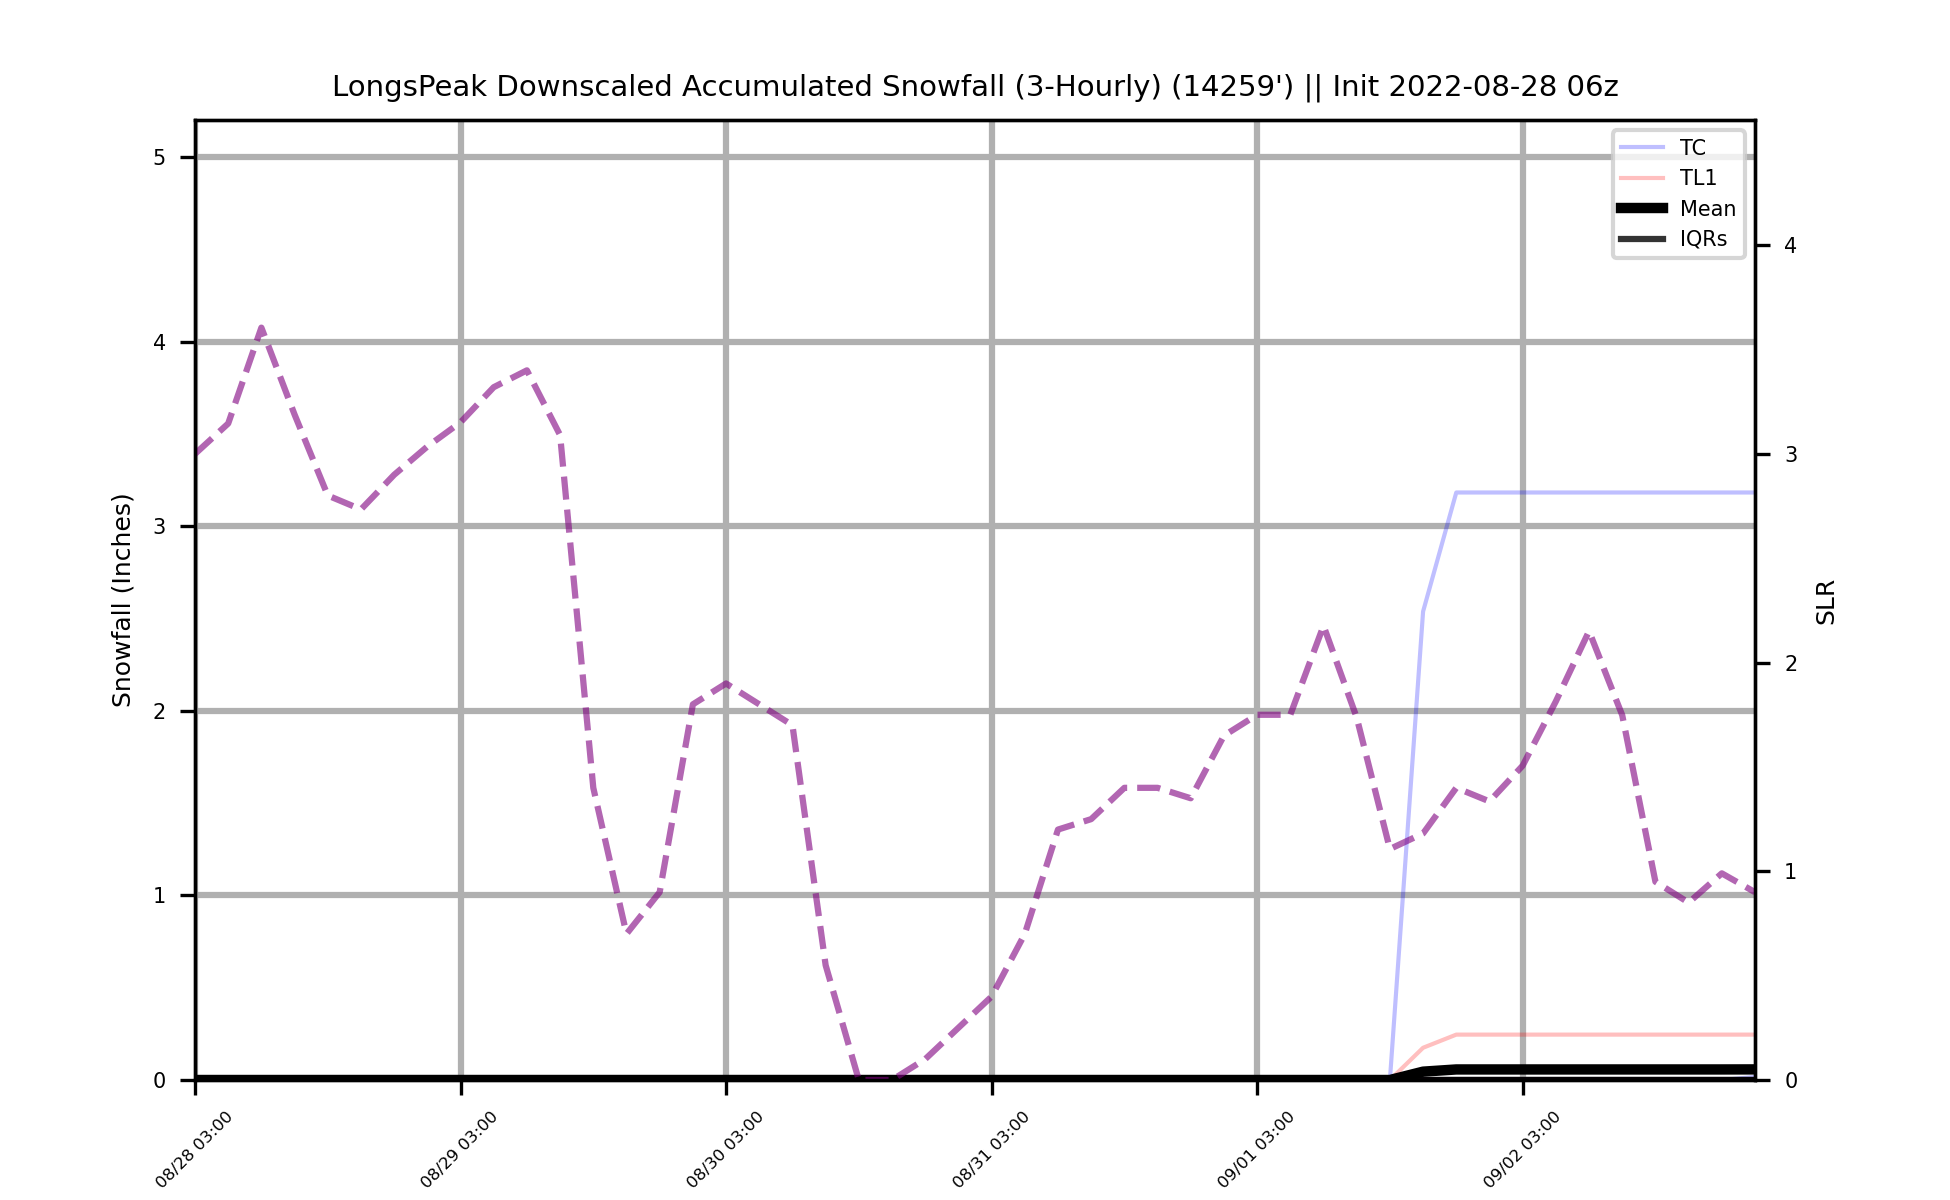 LongsPeak Downscaled Accumulated Snowfall (3-Hourly) (14259') || Init 2022-08-28 06z
TC
TL1
Mean
IQRs
Snowfall (Inches)
5
4
3
2
1
0
SLR
4
3
2
1
0
08/28 03:00
08/29 03:00
08/30 03:00
08/31 03:00
09/01 03:00
09/02 03:00